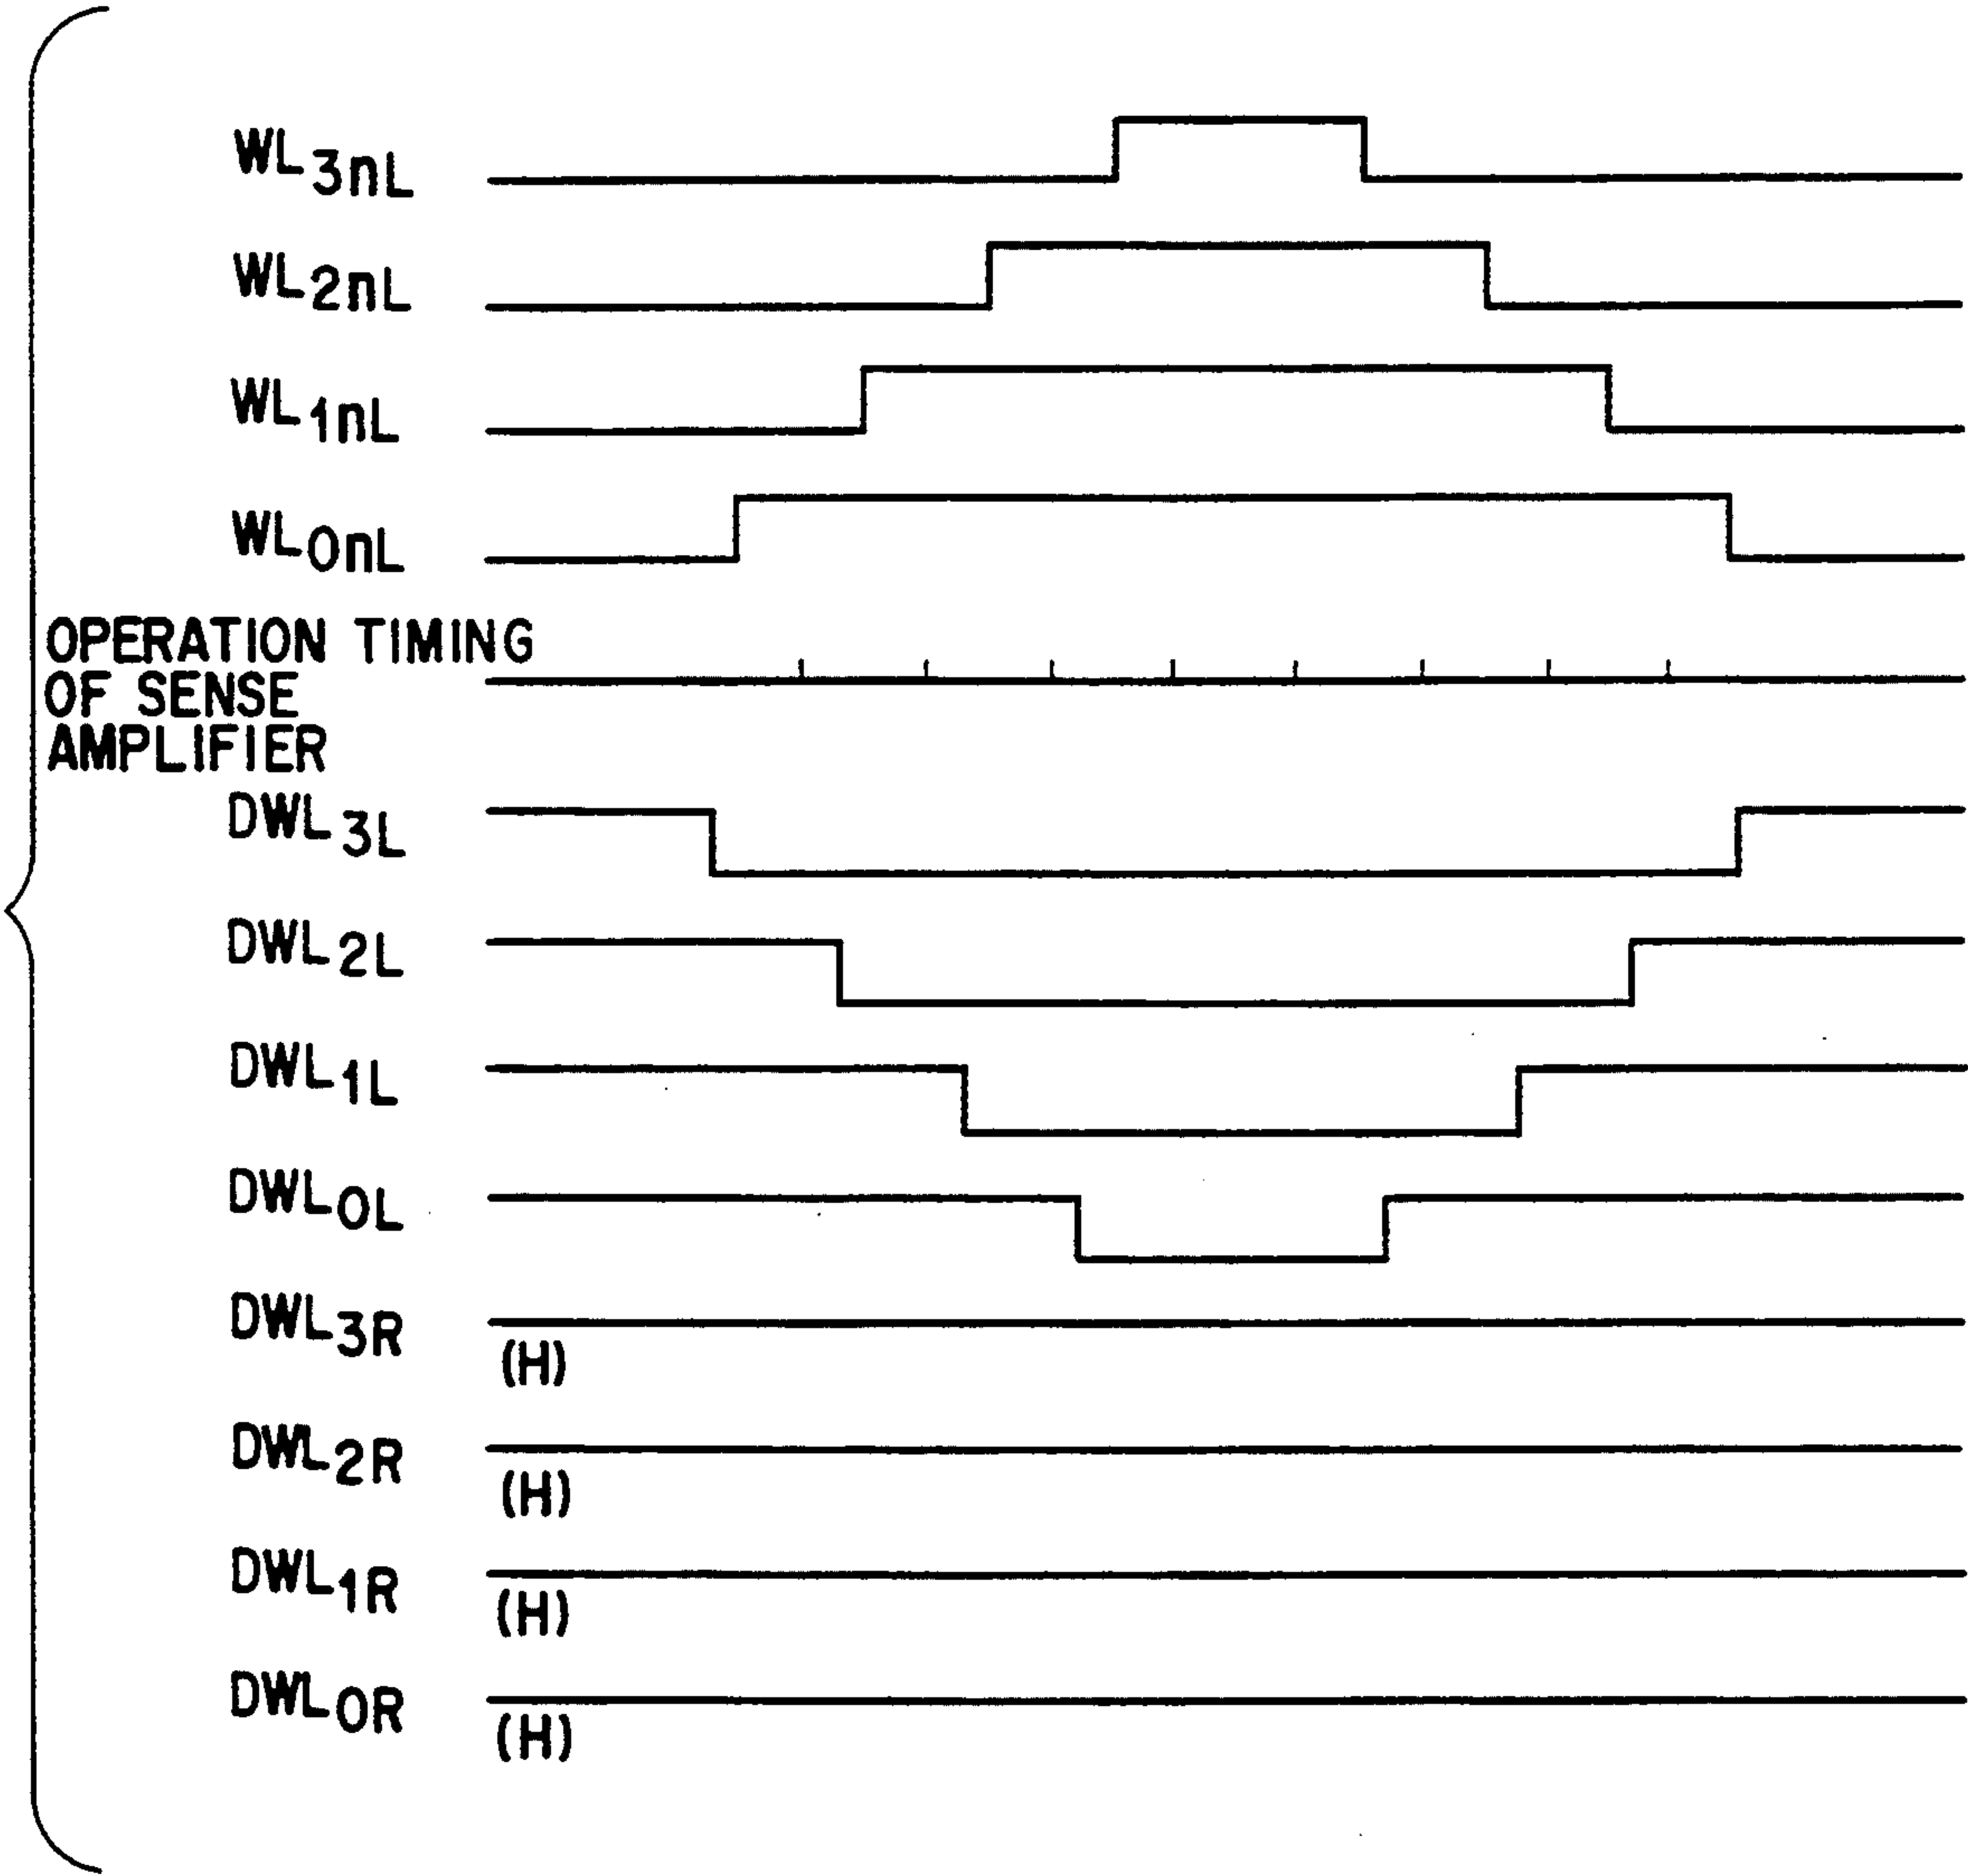 WL3nL
WL2nL
WL1nL
WL0nL
OPERATION TIMING
OF SENSE
AMPLIFIER
DWL3L
DWL2L
DWL1L
DWL0L
DWL3R
(H)
DWL2R
(H)
DWL1R
(H)
DWL0R
(H)